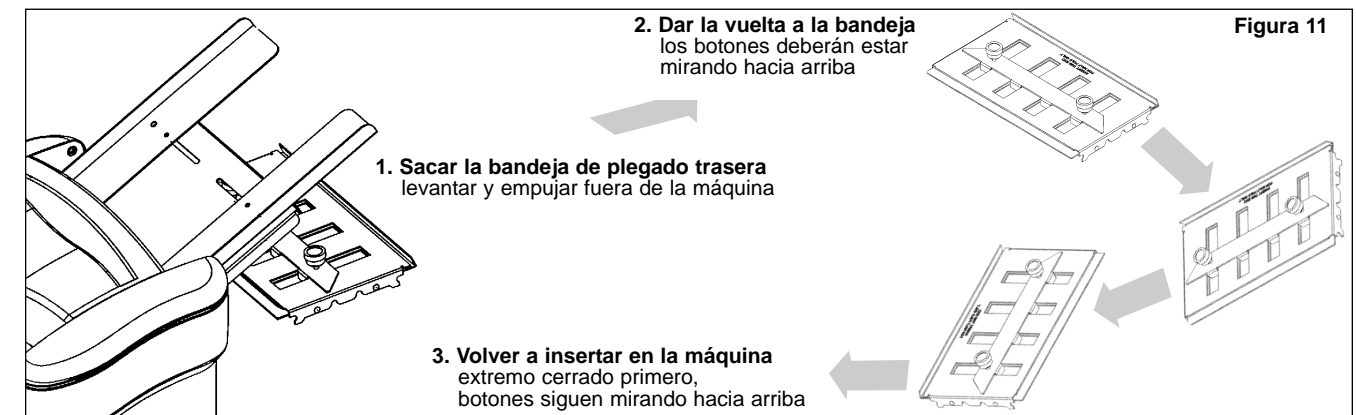 Figura 11
1. Sacar la bandeja de plegado trasera
levantar y empujar fuera de la máquina
2. Dar la vuelta a la bandeja
los botones deberán estar
mirando hacia arriba
3. Volver a insertar en la máquina
extremo cerrado primero,
botones siguen mirando hacia arriba